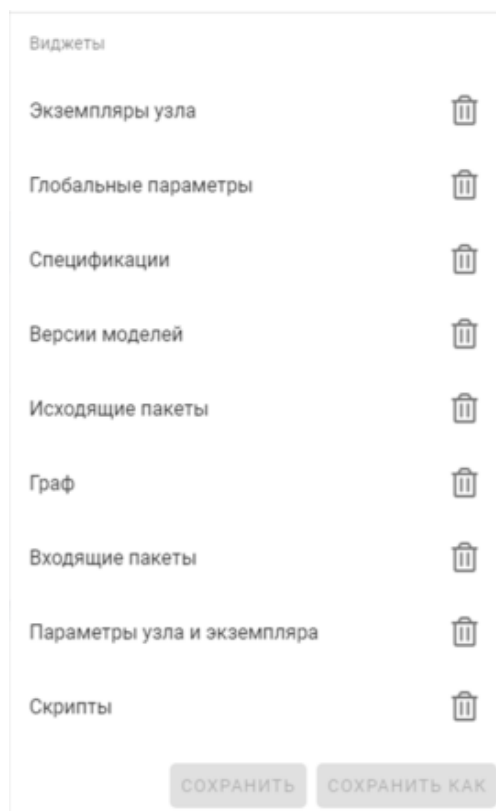 Виджеты
Экземпляры узла
Глобальные параметры
Спецификации
Версии моделей
Исходящие пакеты
Граф
Входящие пакеты
Параметры узла и экземпляра
Скрипты
СОХРАНИТЬ СОХРАНИТЬ КАК